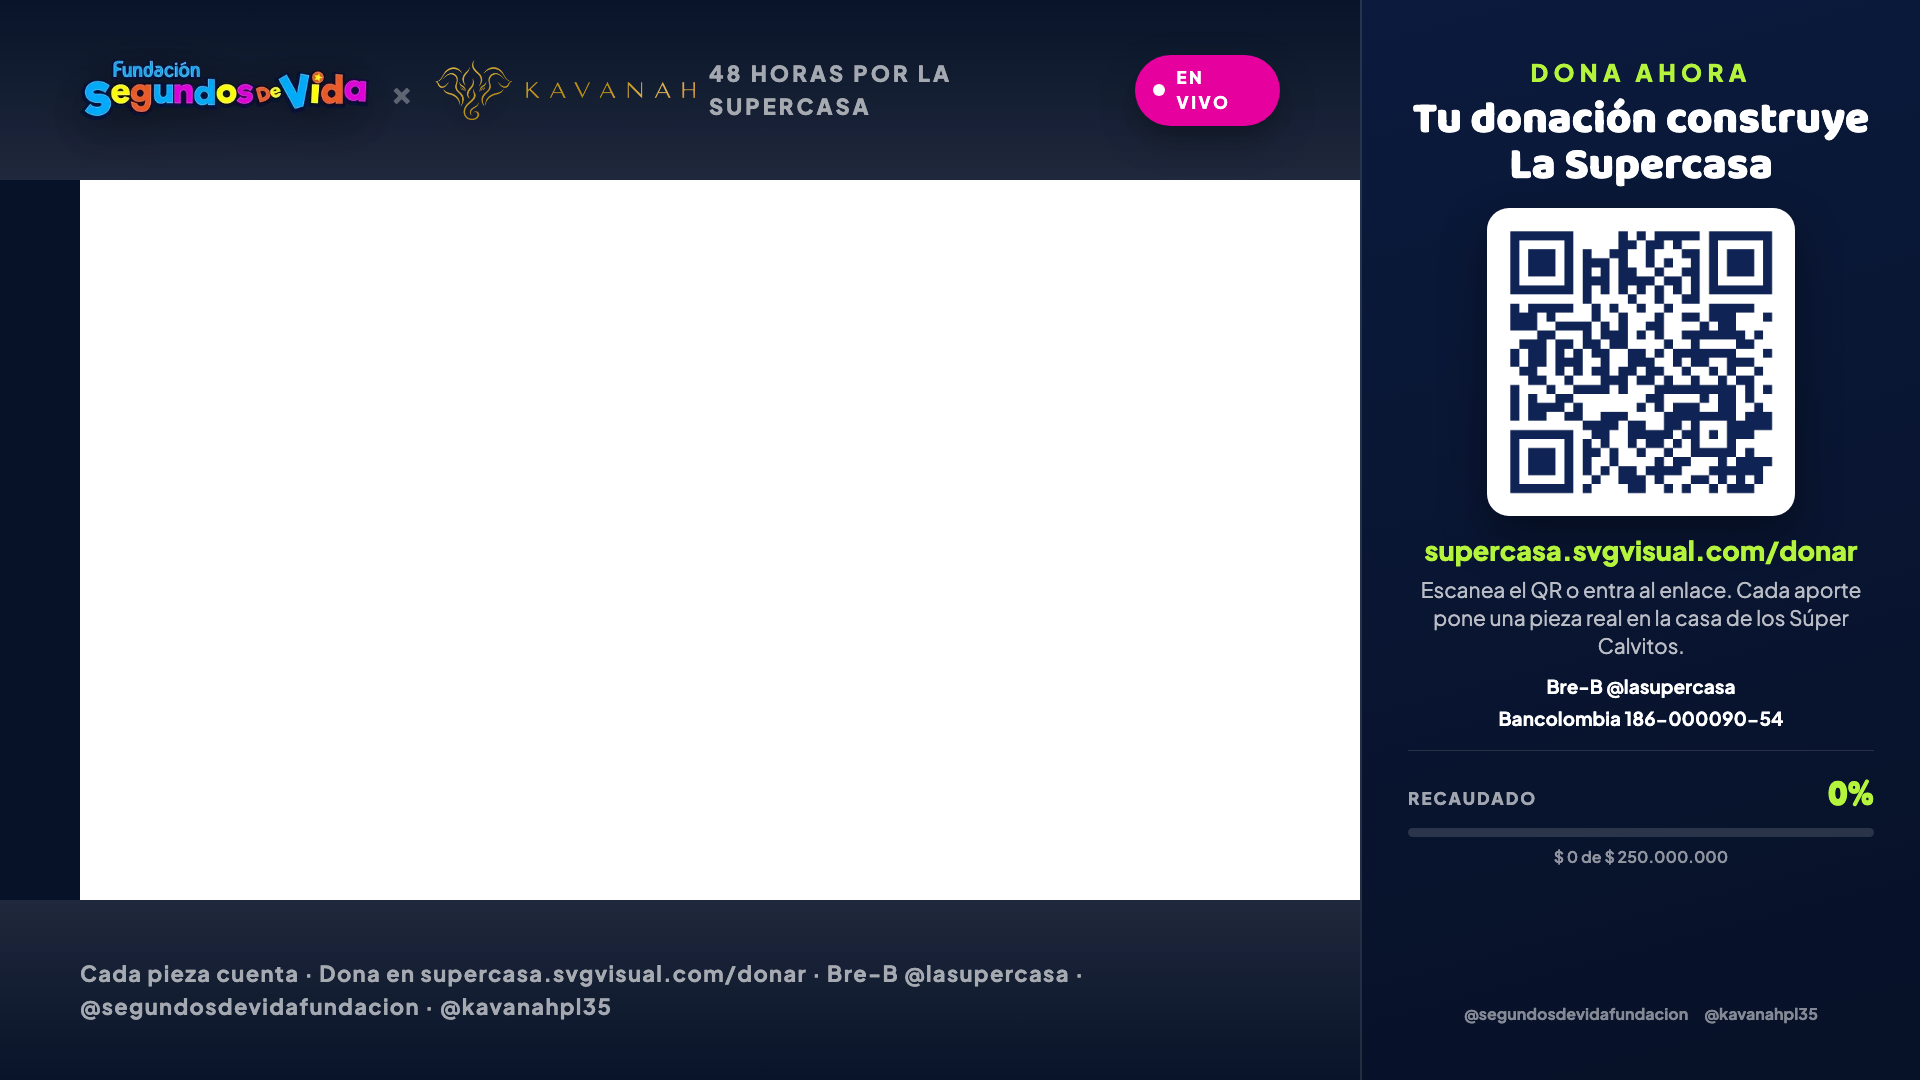 Fundación
Segundos DE Vida
×
KAVANAH
48 HORAS POR LA
SUPERCASA
EN
VIVO
DONA AHORA
Tu donación construye
La Supercasa
supercasa.svgvisual.com/donar
Escanea el QR o entra al enlace. Cada aporte
pone una pieza real en la casa de los Súper
Calvitos.
Bre-B @lasupercasa
Bancolombia 186-000090-54
RECAUDADO 0%
$ 0 de $ 250.000.000
Cada pieza cuenta · Dona en supercasa.svgvisual.com/donar · Bre-B @lasupercasa ·
@segundosdevidafundacion · @kavanahpl35
@segundosdevidafundacion @kavanahpl35